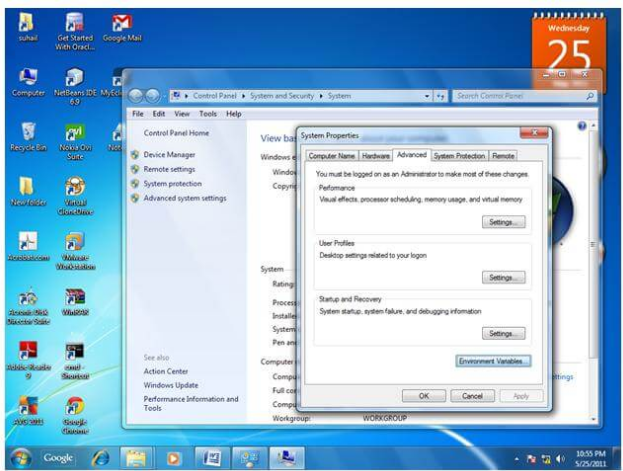 suhail
Get Started With Oracl...
Google Mail
Wednesday
25
Computer
NetBeans IDE 6.9
MyEcli
Control Panel
System and Security
System
Search Control Panel
File Edit View Tools Help
Recycle Bin
Nokia Ovi Suite
Control Panel Home
View bas
System Properties
Device Manager
Remote settings
System protection
Advanced system settings
Windows e
Windo
Copyrig
Computer Name Hardware Advanced System Protection Remote
You must be logged on as an Administrator to make most of these changes.
Performance
Visual effects, processor scheduling, memory usage, and virtual memory
Settings...
New folder
Virtual CloneDrive
User Profiles
Desktop settings related to your logon
Settings...
Acrobat.com
VMware Workstation
System
Rating:
Process
Installe
System
Pen an
Startup and Recovery
System startup, system failure, and debugging information
Settings...
Acronis Disk Director Suite
WinRAR
See also
Action Center
Windows Update
Performance Information and Tools
Computer
Compu
Full co
Compu
Workgroup: WORKGROUP
Environment Variables...
ttings
OK Cancel Apply
Adobe Reader 9
cmd - Shortcut
AVG 2011
Google Chrome
Google
10:55 PM
5/25/2011